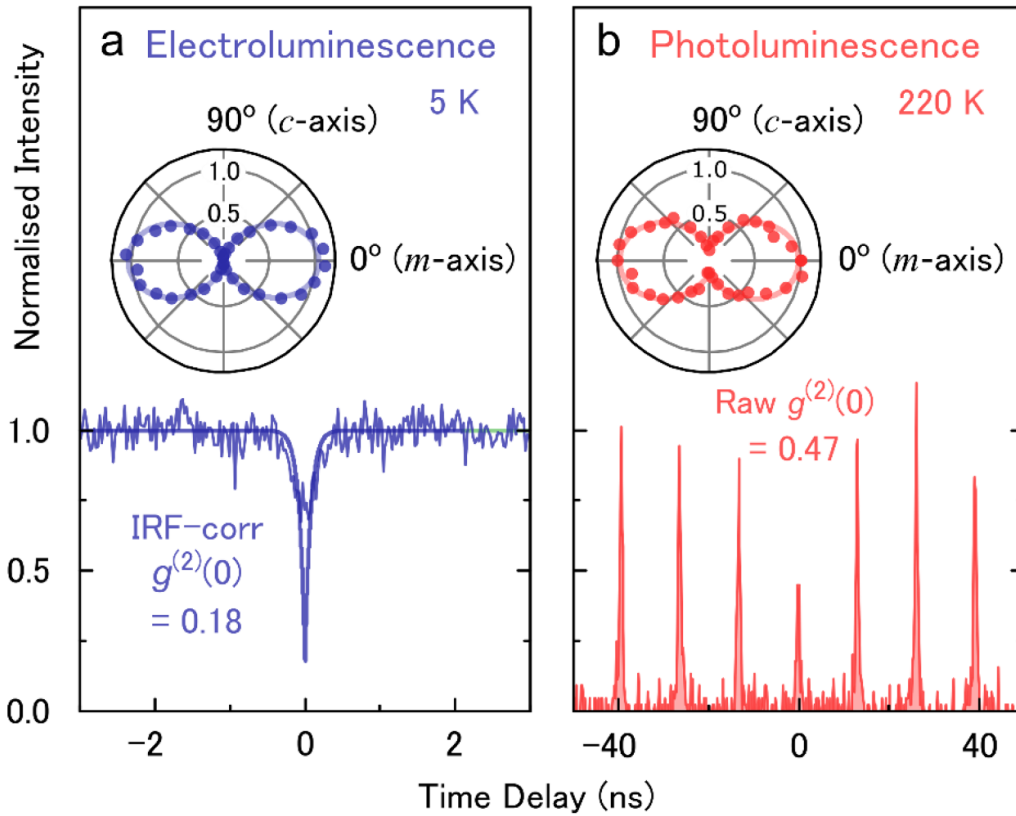 Normalised Intensity
a Electroluminescence
5 K
90° (c-axis)
1.0
0.5
0° (m-axis)
1.0
0.5
0.0
IRF-corr
g(2)(0)
= 0.18
-2
0
2
b Photoluminescence
220 K
90° (c-axis)
1.0
0.5
0° (m-axis)
Raw g(2)(0)
= 0.47
-40
0
40
Time Delay (ns)